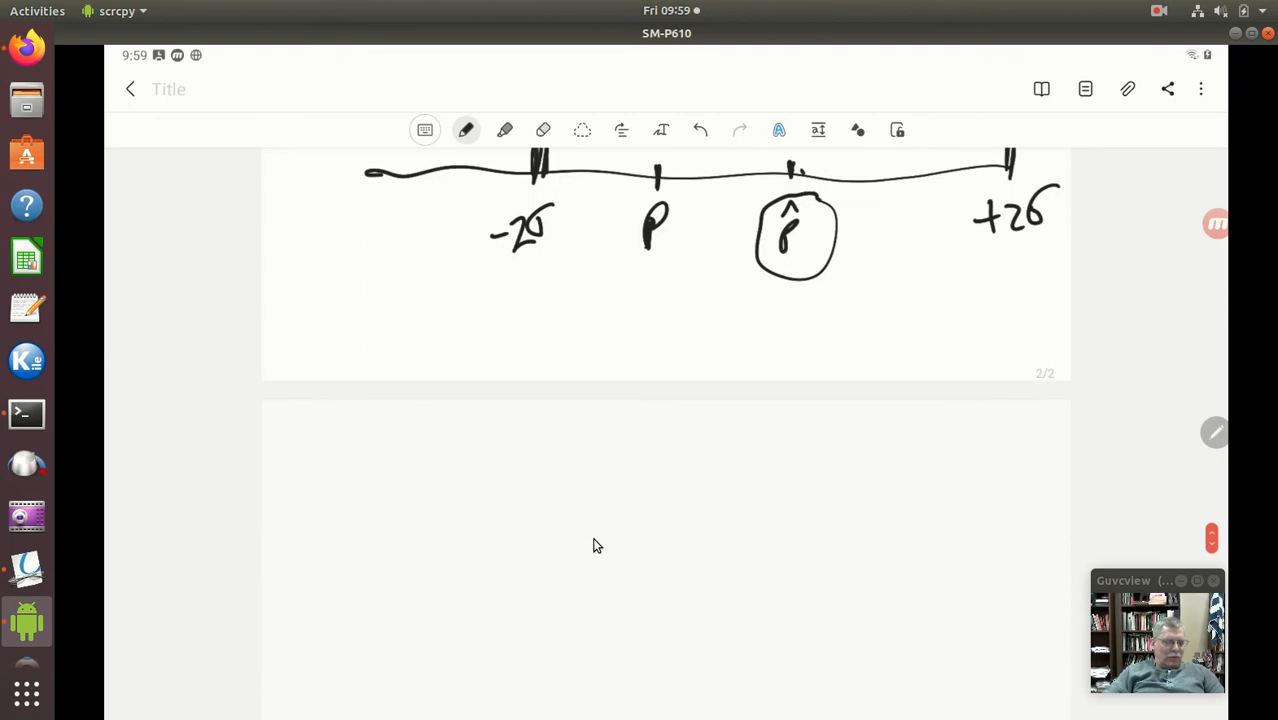 Activities scrcpy Fri 09:59
SM-P610
9:59
Title
-2σ p p̂ +2σ
2/2
Guvcview (...